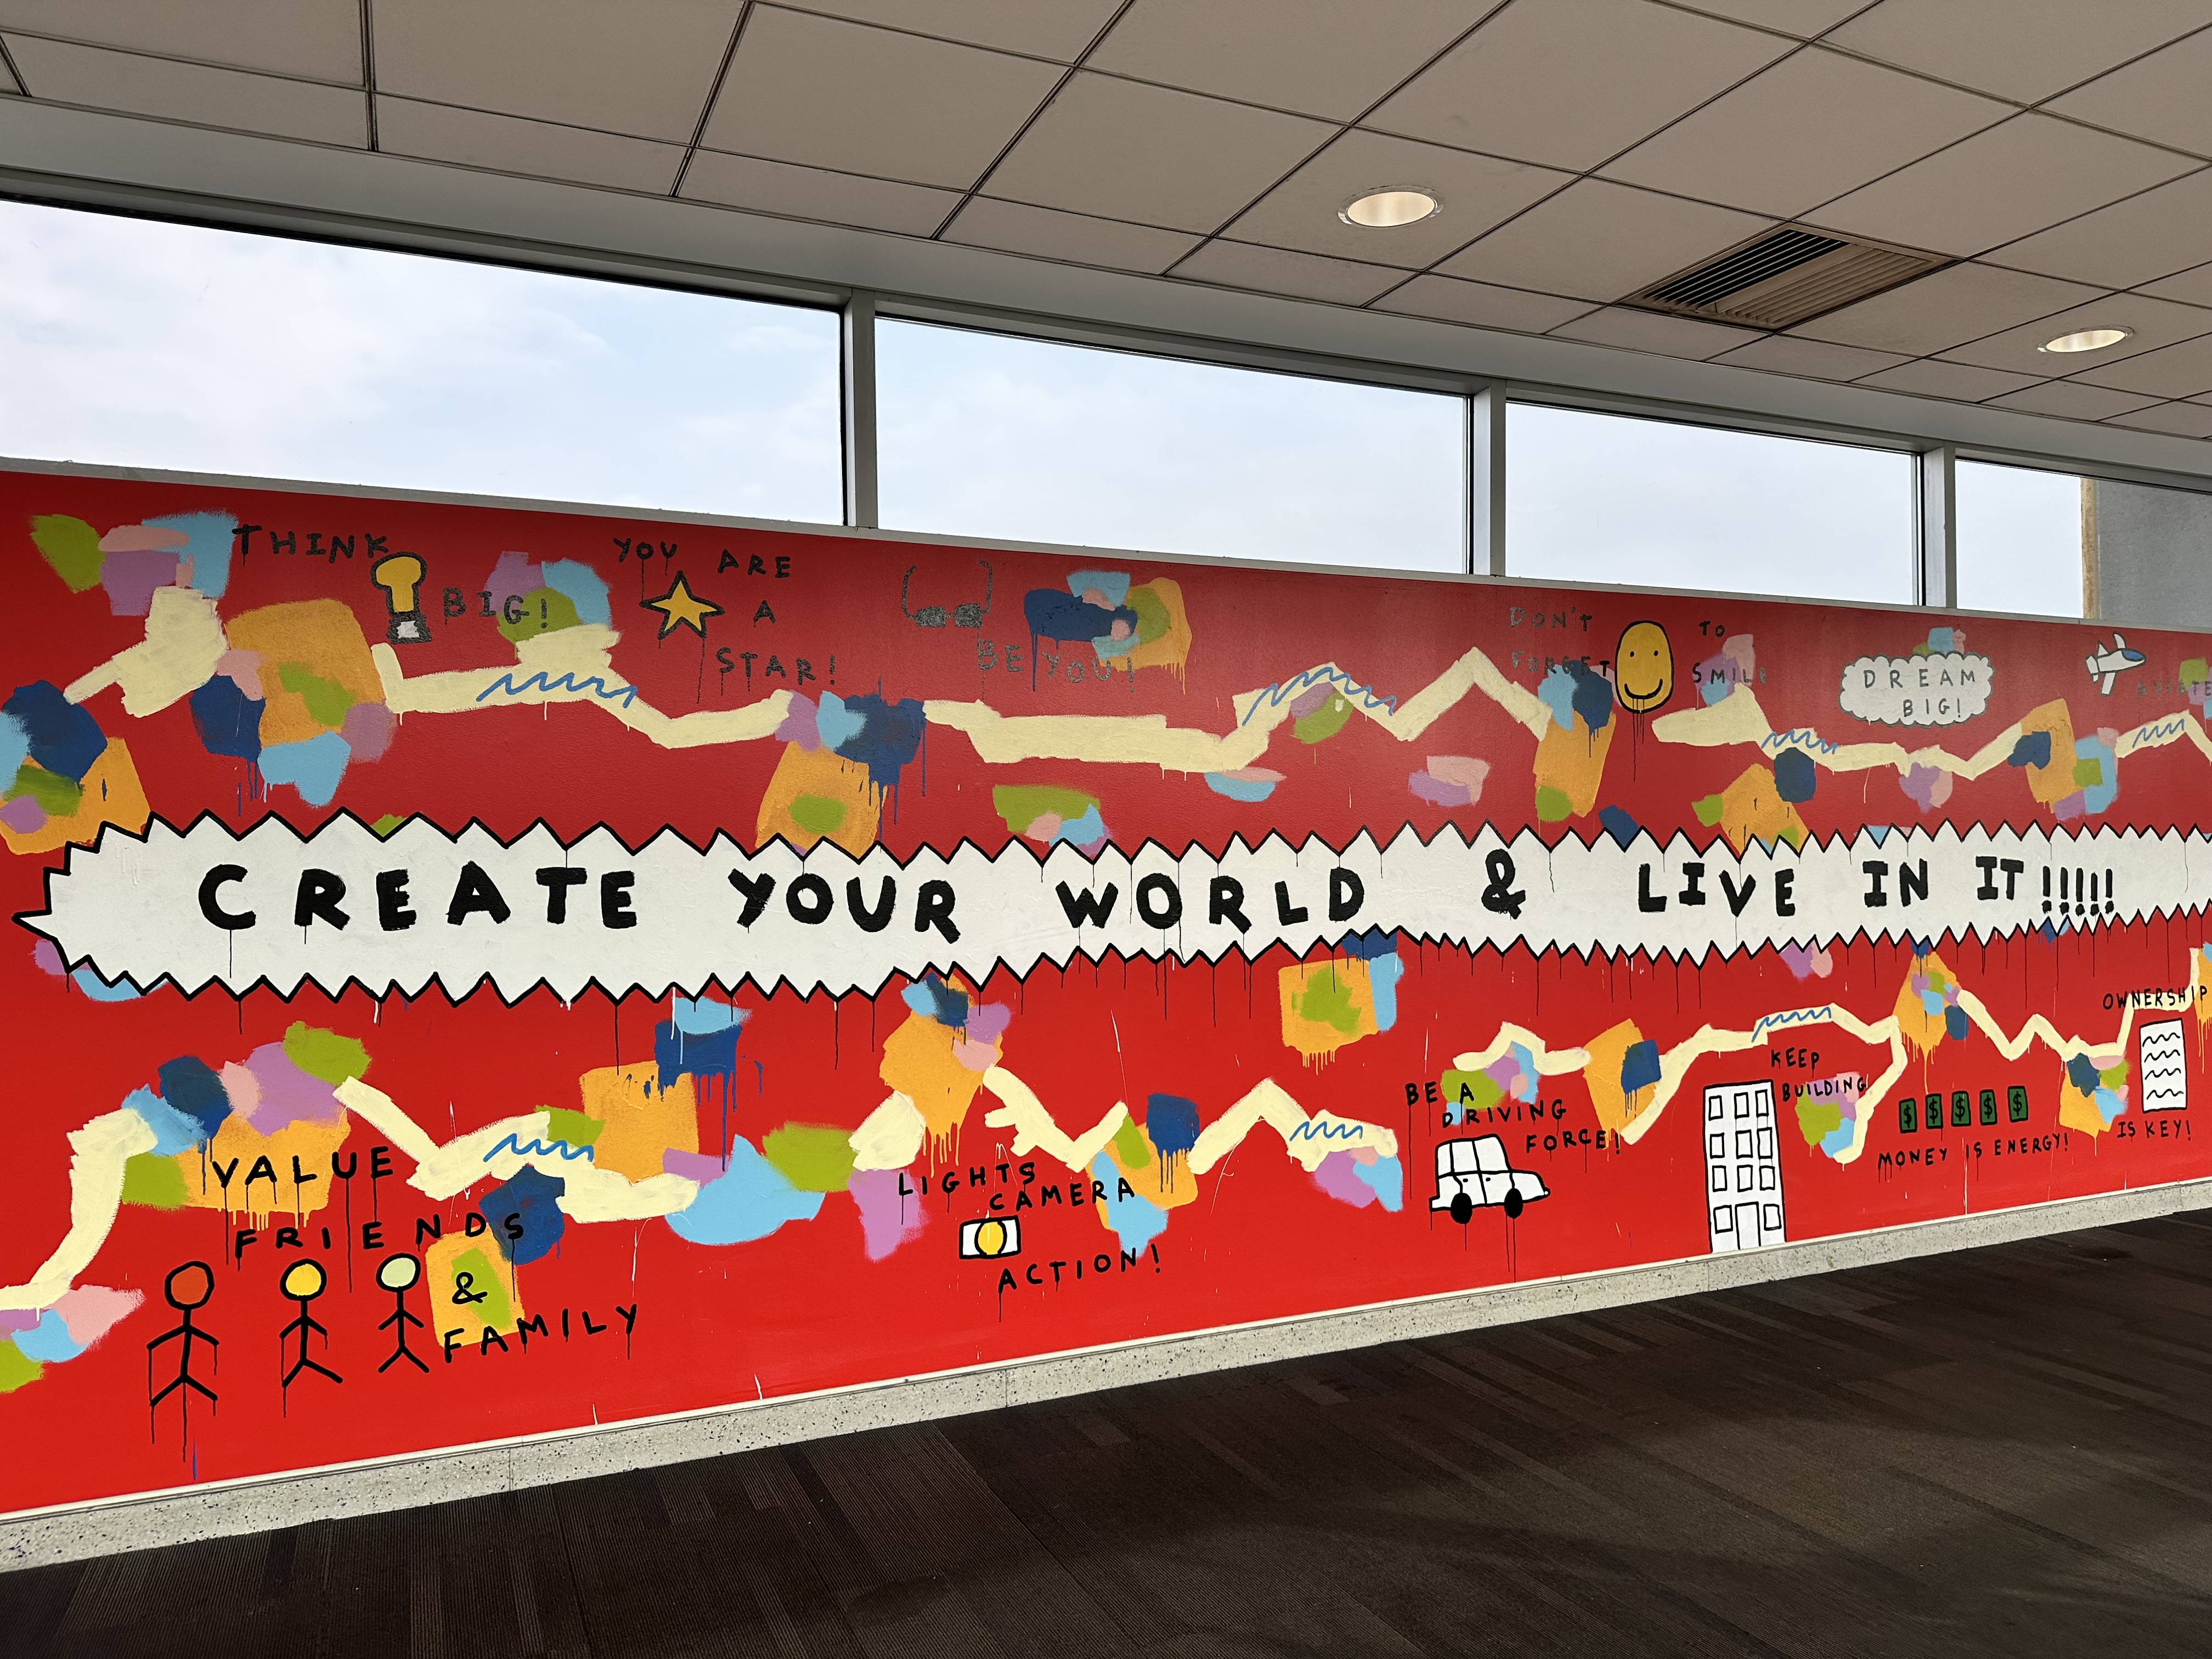 THINK
BIG!
YOU ARE
A
STAR!
BE YOU!
DON'T
FORGET
TO
SMILE
DREAM
BIG!
CREATE YOUR WORLD & LIVE IN IT!!!!!
VALUE
FRIENDS
&
FAMILY
LIGHTS
CAMERA
ACTION!
BE A
DRIVING
FORCE!
KEEP
BUILDING
$ $ $ $ $
MONEY IS ENERGY!
OWNERSHIP
IS KEY!